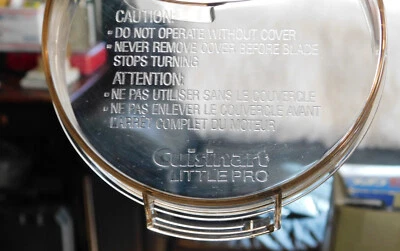 CAUTION:
• DO NOT OPERATE WITHOUT COVER
• NEVER REMOVE COVER BEFORE BLADE
STOPS TURNING
ATTENTION:
• NE PAS UTILISER SANS LE COUVERCLE
• NE PAS ENLEVER LE COUVERCLE AVANT
L'ARRET COMPLET DU MOTEUR
Cuisinart
LITTLE PRO